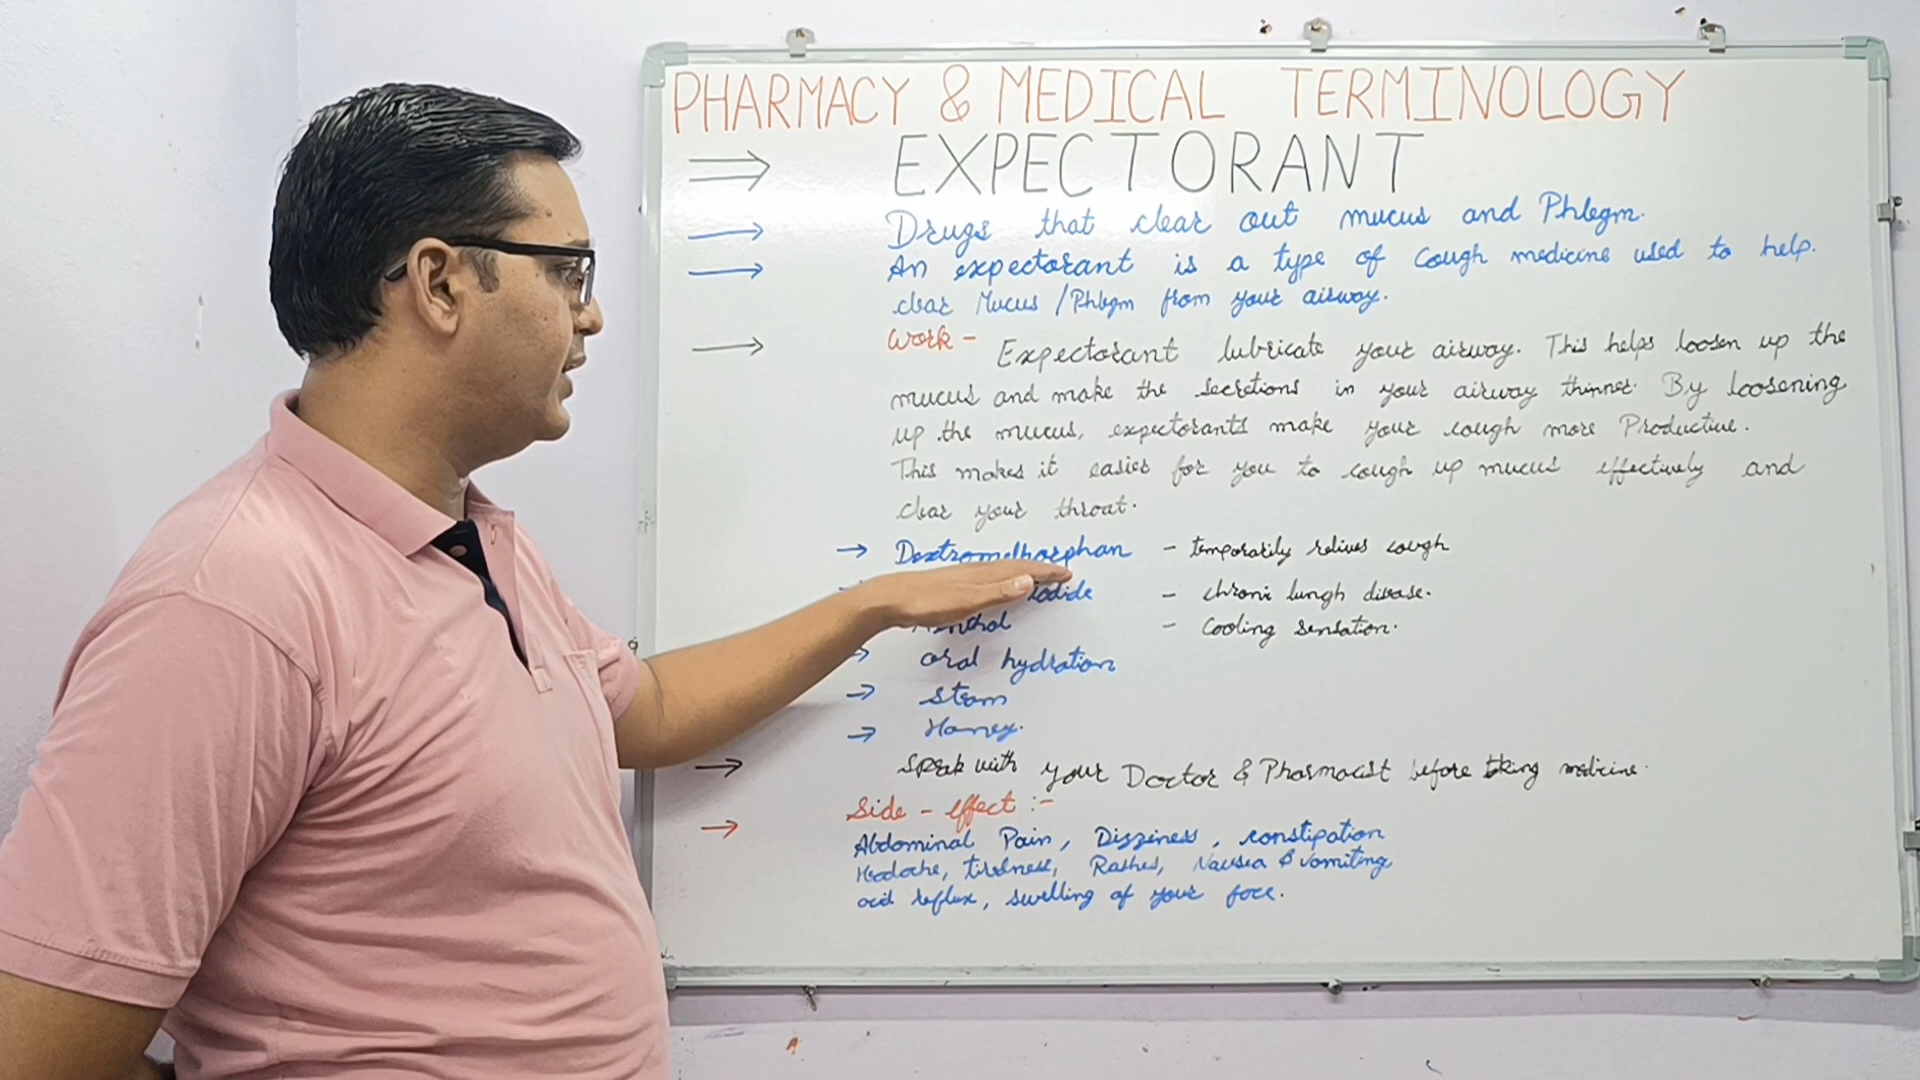 PHARMACY & MEDICAL TERMINOLOGY
⇒ EXPECTORANT
→ Drugs that clear out mucus and Phlegm.
→ An expectorant is a type of Cough medicine used to help.
clear Mucus / Phlegm from your airway.
→ Work - Expectorant lubricate your airway. This helps loosen up the
mucus and make the secretions in your airway thinner. By loosening
up the mucus, expectorants make your cough more Productive.
This makes it easier for you to cough up mucus effectively and
clear your throat.
→ Dextromethorphan - temporarily relives cough
iodide - chronic lungh disease.
Menthol - Cooling sensation.
→ oral hydration
→ steam
→ Honey.
→ Speak with your Doctor & Pharmacist before taking medicine.
→ Side - effect :-
Abdominal Pain, Dizziness, constipation
Headache, tiredness, Rashes, Nausea & vomiting
acid reflux, swelling of your face.